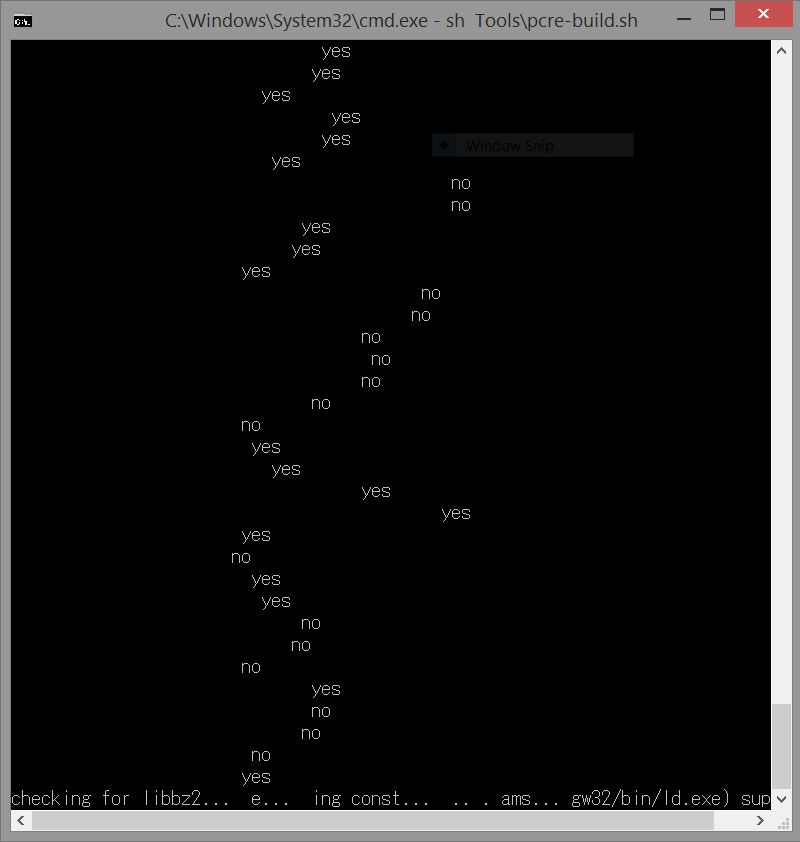 C:\Windows\System32\cmd.exe - sh Tools\pcre-build.sh
yes
yes
yes
yes
yes
Window Snip
yes
no
no
yes
yes
yes
no
no
no
no
no
no
no
yes
yes
yes
yes
yes
no
yes
yes
no
no
no
yes
no
no
no
yes
checking for libbz2... e... ing const... .. . ams... gw32/bin/ld.exe) sup